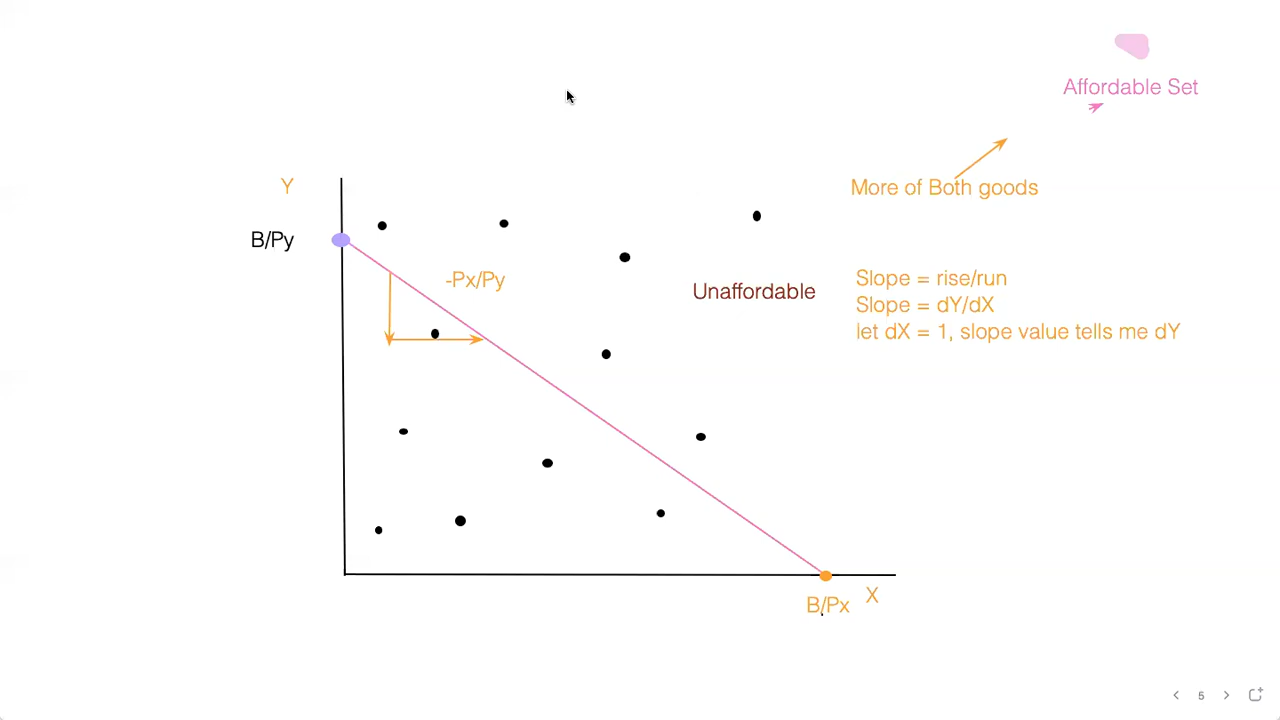 Affordable Set
More of Both goods
Y
B/Py
-Px/Py
Unaffordable
Slope = rise/run
Slope = dY/dX
let dX = 1, slope value tells me dY
B/Px
X
5